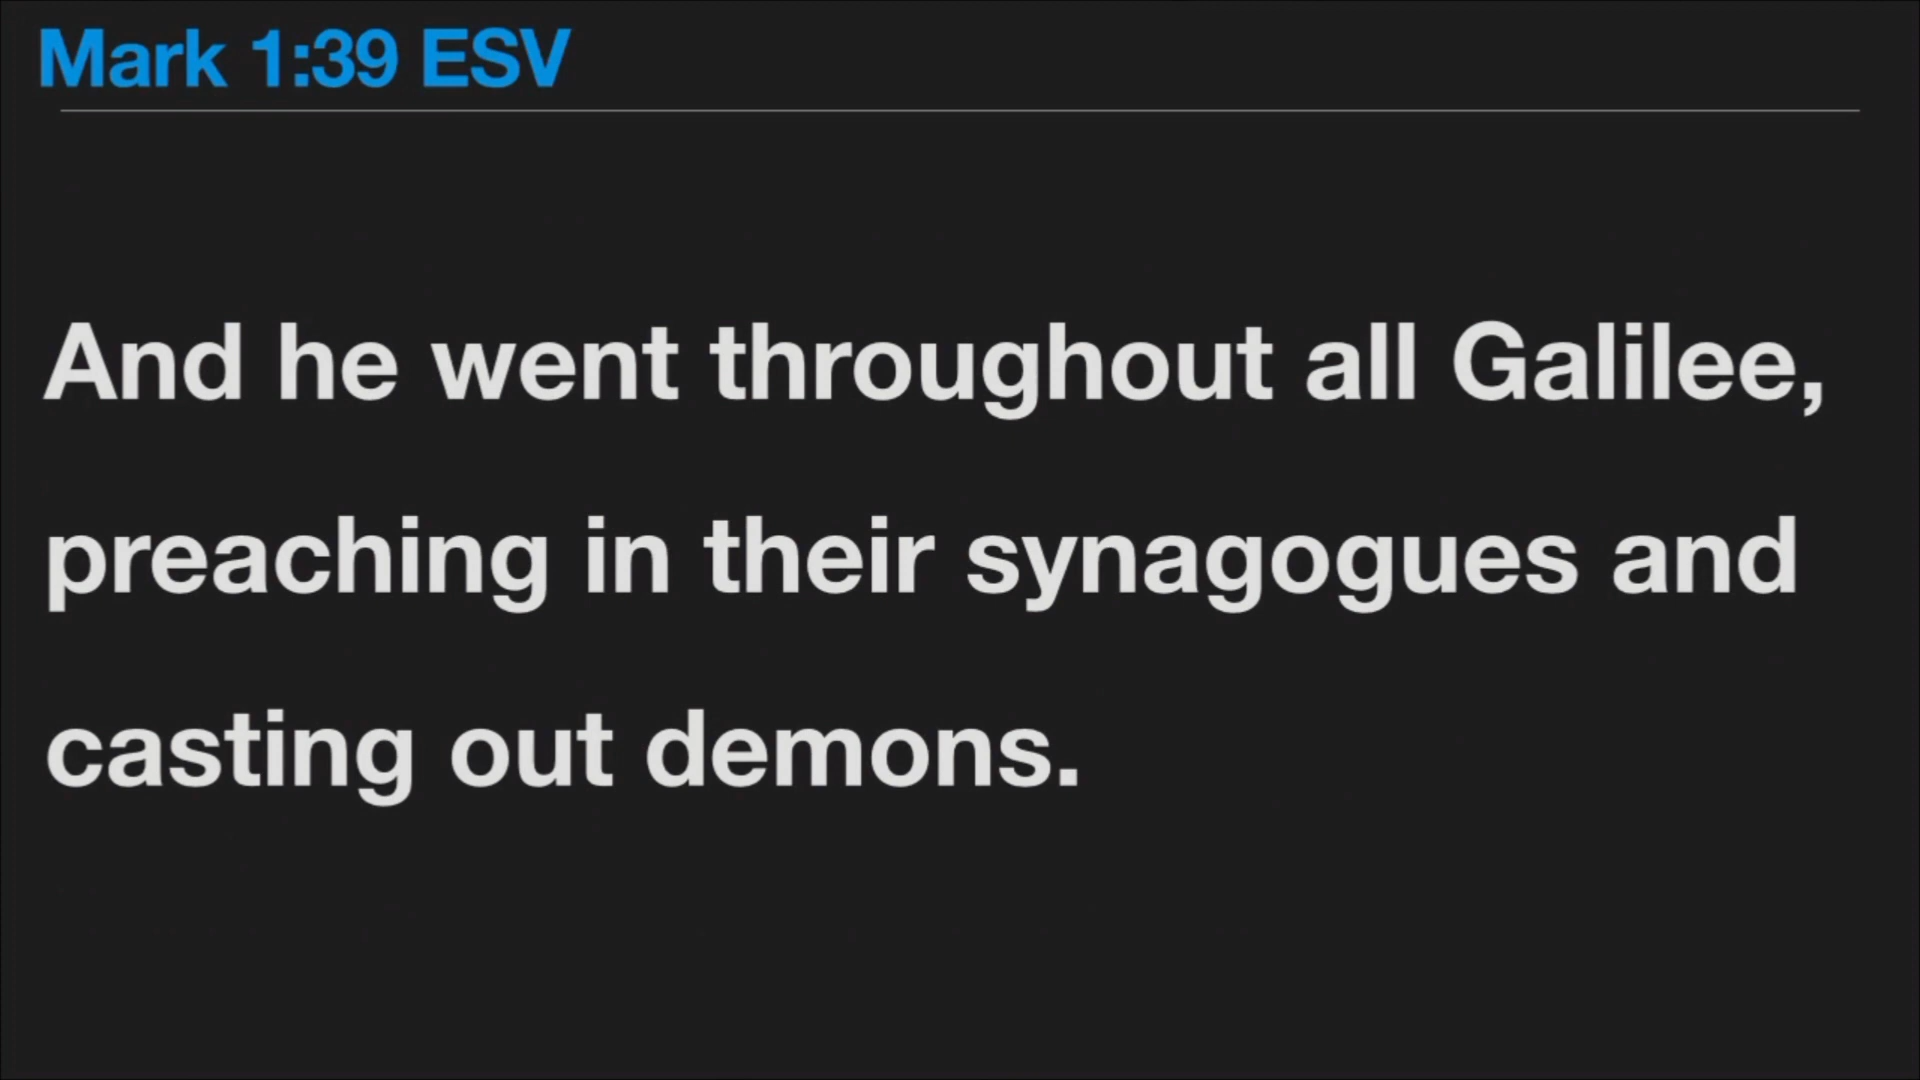 Mark 1:39 ESV
And he went throughout all Galilee,
preaching in their synagogues and
casting out demons.